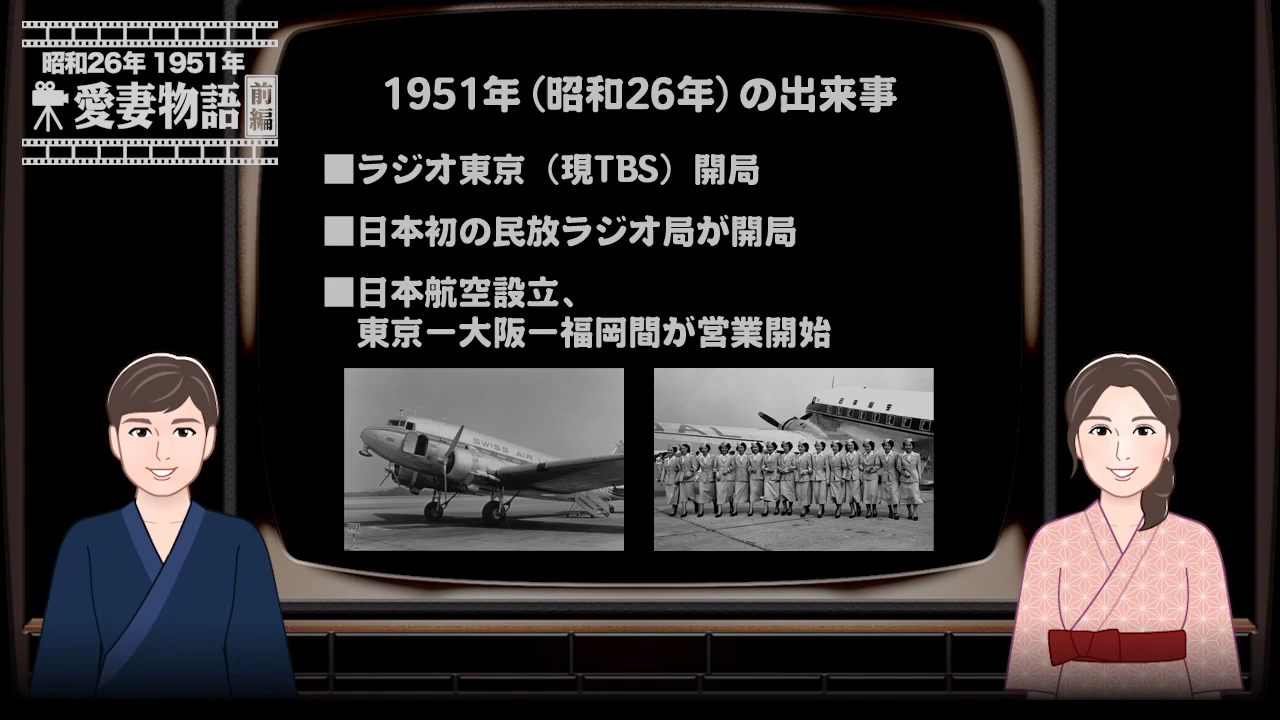 昭和26年 1951年
愛妻物語 前編
1951年（昭和26年）の出来事
■ラジオ東京（現TBS）開局
■日本初の民放ラジオ局が開局
■日本航空設立、
東京ー大阪ー福岡間が営業開始
SWISS AIR
日本航空